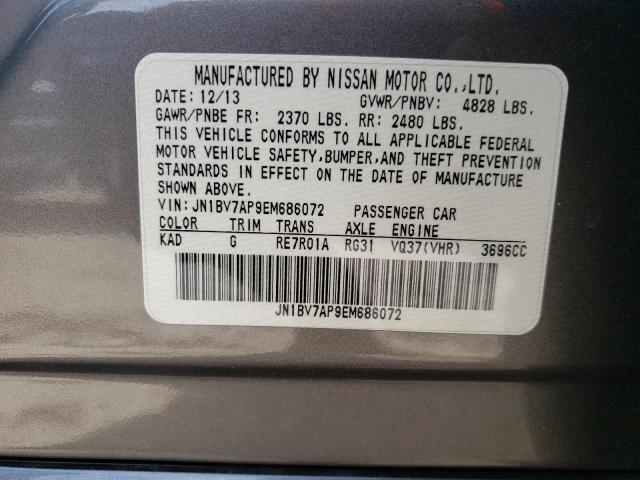 MANUFACTURED BY NISSAN MOTOR CO.,LTD.
DATE: 12/13 GVWR/PNBV: 4828 LBS.
GAWR/PNBE FR: 2370 LBS. RR: 2480 LBS.
THIS VEHICLE CONFORMS TO ALL APPLICABLE FEDERAL
MOTOR VEHICLE SAFETY,BUMPER,AND THEFT PREVENTION
STANDARDS IN EFFECT ON THE DATE OF MANUFACTURE
SHOWN ABOVE.
VIN:JN1BV7AP9EM686072 PASSENGER CAR
COLOR TRIM TRANS AXLE ENGINE
KAD G RE7R01A RG31 VQ37(VHR) 3696CC
JN1BV7AP9EM686072